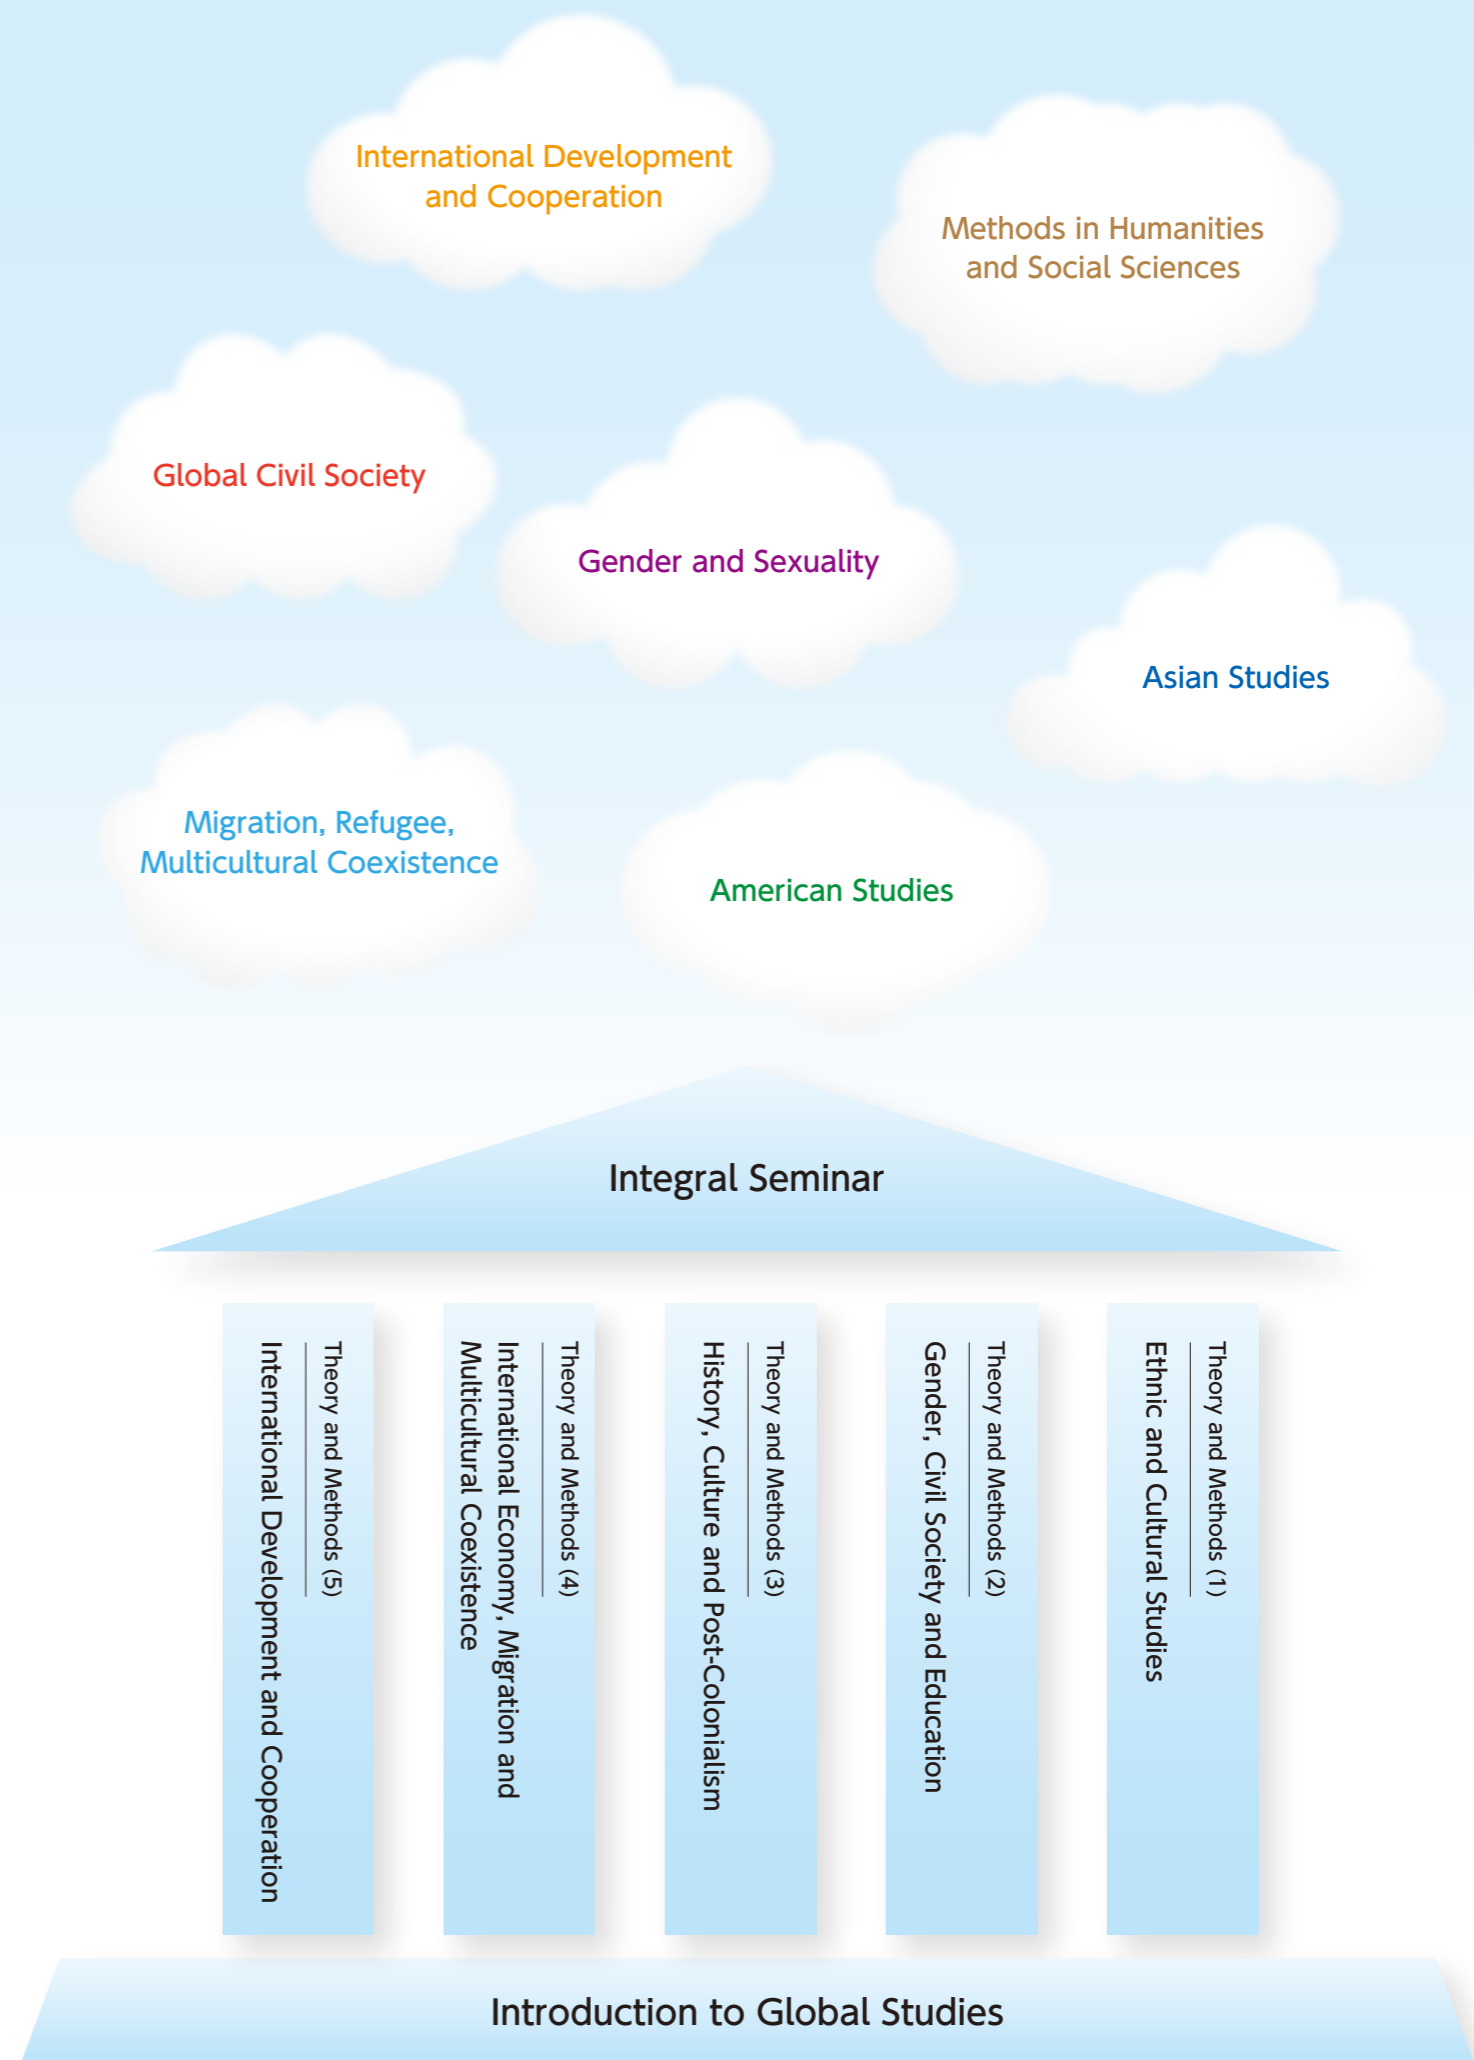 International Development
and Cooperation
Methods in Humanities
and Social Sciences
Global Civil Society
Gender and Sexuality
Asian Studies
Migration, Refugee,
Multicultural Coexistence
American Studies
Integral Seminar
Theory and Methods (5)
International Development and Cooperation
Theory and Methods (4)
International Economy, Migration and
Multicultural Coexistence
Theory and Methods (3)
History, Culture and Post-Colonialism
Theory and Methods (2)
Gender, Civil Society and Education
Theory and Methods (1)
Ethnic and Cultural Studies
Introduction to Global Studies